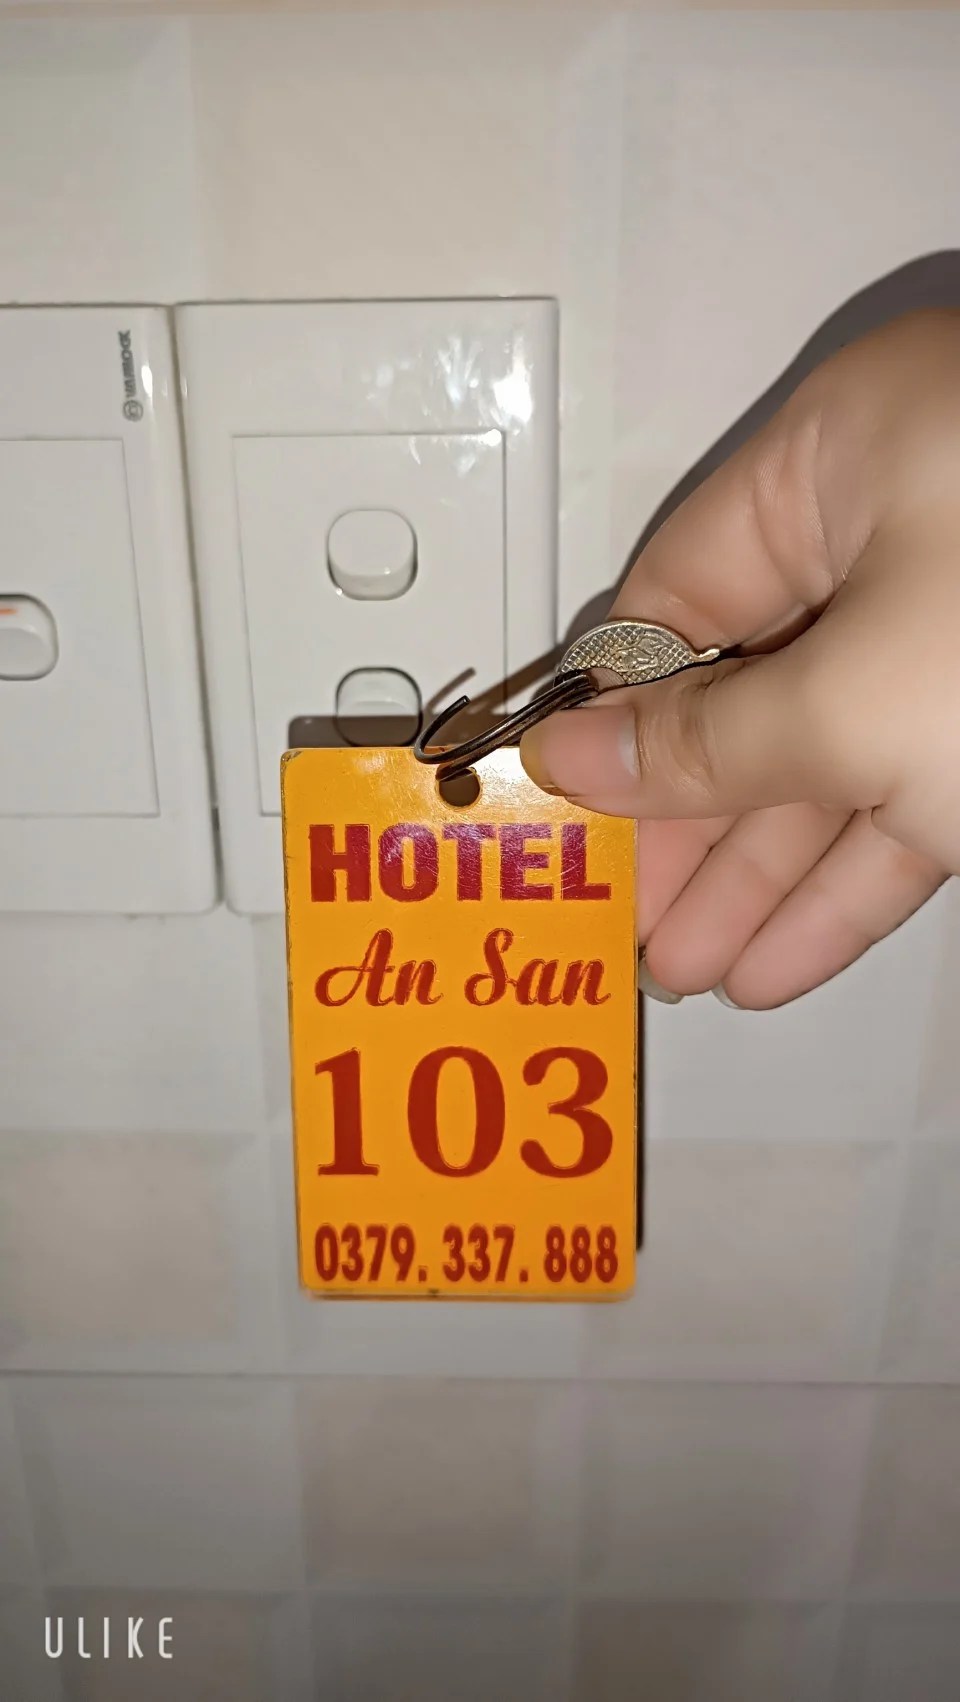 HOTEL
An San
103
0379. 337. 888
ULIKE